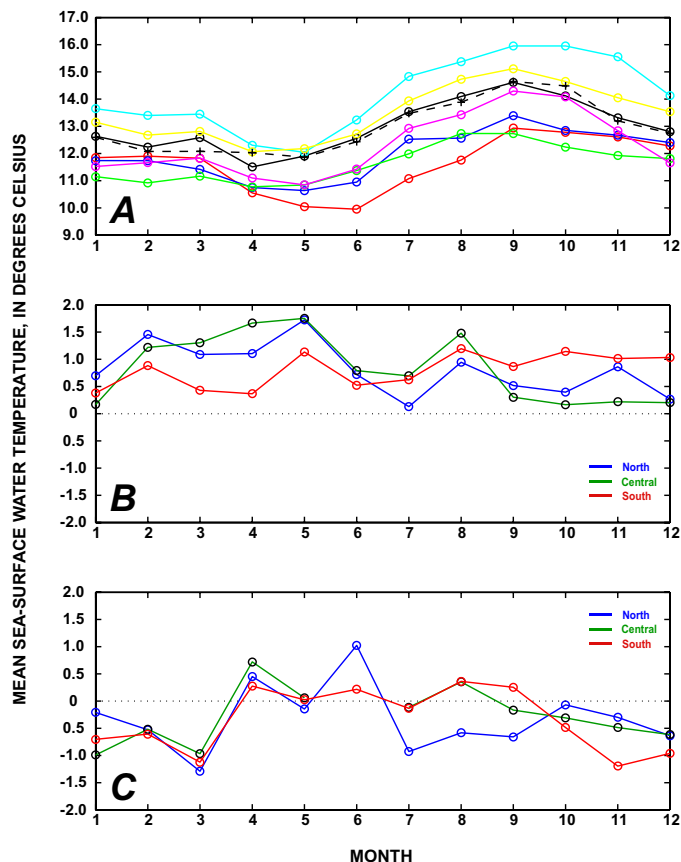 MEAN SEA-SURFACE WATER TEMPERATURE, IN DEGREES CELSIUS
17.0
16.0
15.0
14.0
13.0
12.0
11.0
10.0
9.0
A
1 2 3 4 5 6 7 8 9 10 11 12
2.0
1.5
1.0
0.5
0
0.5
-1.0
-1.5
-2.0
North
Central
South
B
1 2 3 4 5 6 7 8 9 10 11 12
2.0
1.5
1.0
0.5
0
-0.5
-1.0
-1.5
-2.0
North
Central
South
C
1 2 3 4 5 6 7 8 9 10 11 12
MONTH